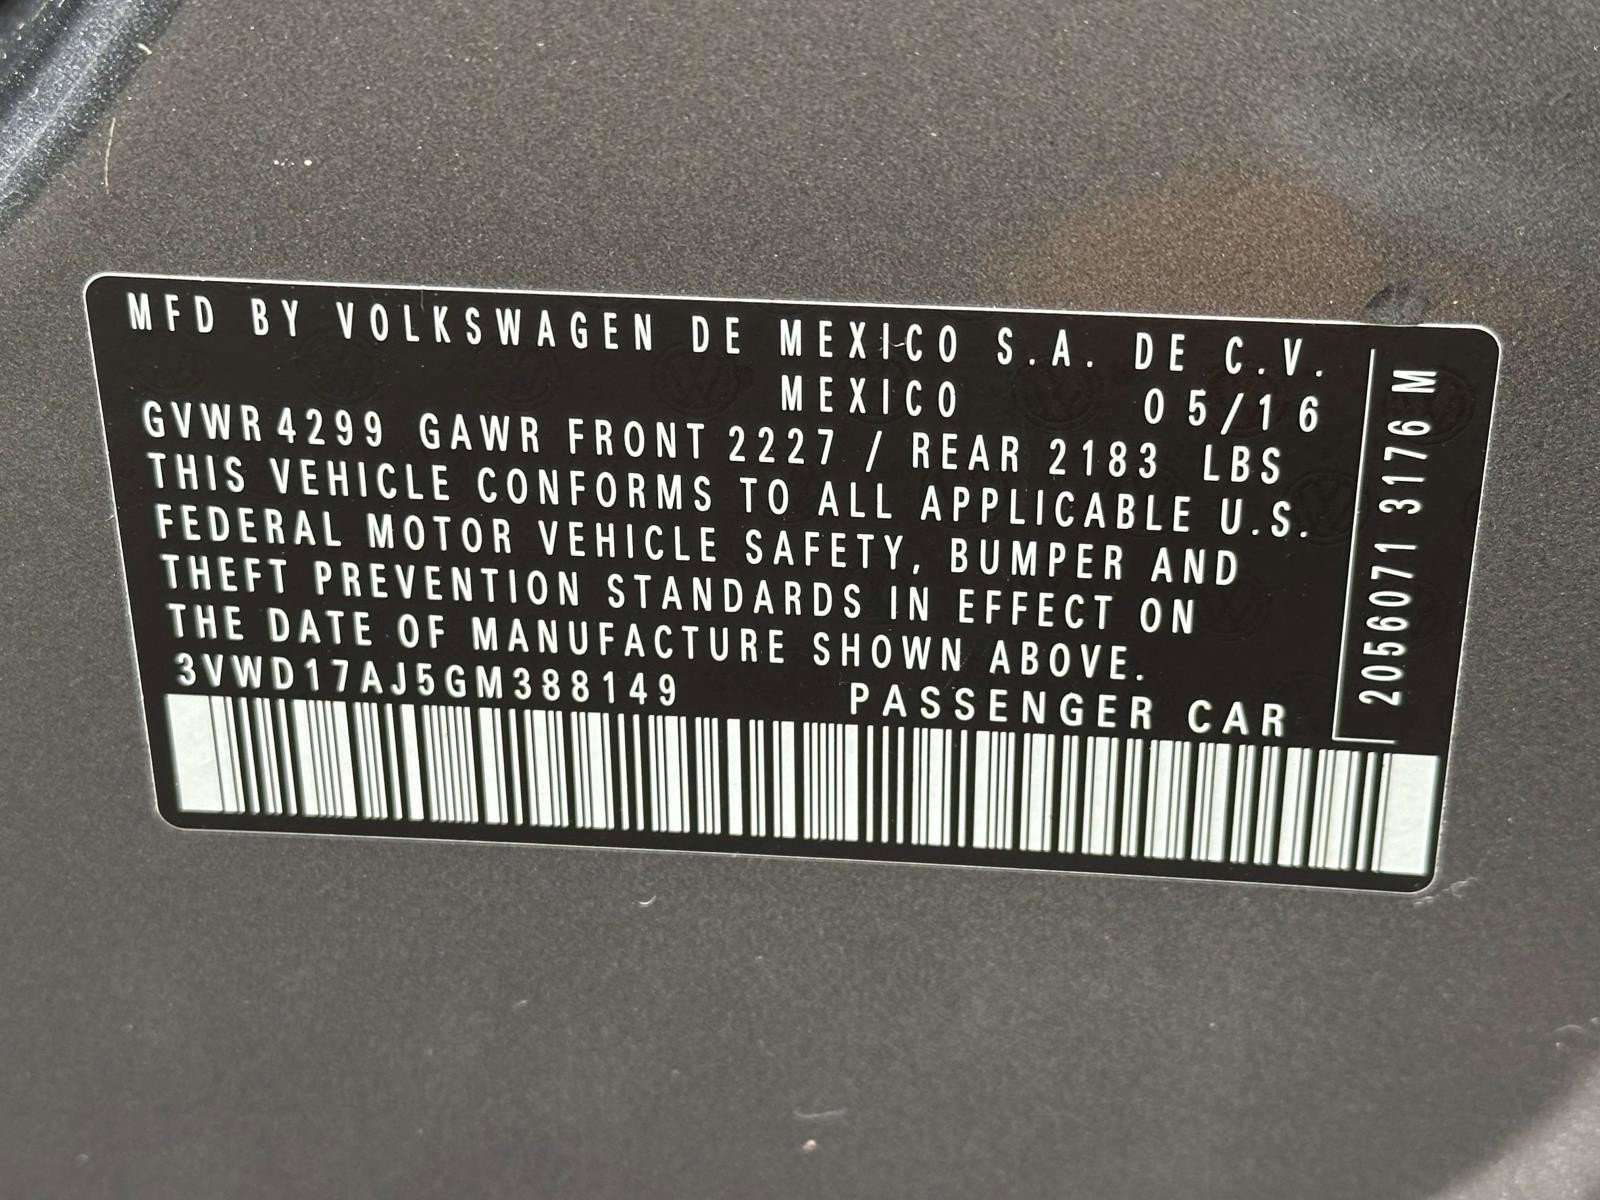 MFD BY VOLKSWAGEN DE MEXICO S.A. DE C.V.
MEXICO 05/16
GVWR 4299 GAWR FRONT 2227 / REAR 2183 LBS
THIS VEHICLE CONFORMS TO ALL APPLICABLE U.S.
FEDERAL MOTOR VEHICLE SAFETY, BUMPER AND
THEFT PREVENTION STANDARDS IN EFFECT ON
THE DATE OF MANUFACTURE SHOWN ABOVE.
3VWD17AJ5GM388149 PASSENGER CAR
2056071 3176 M